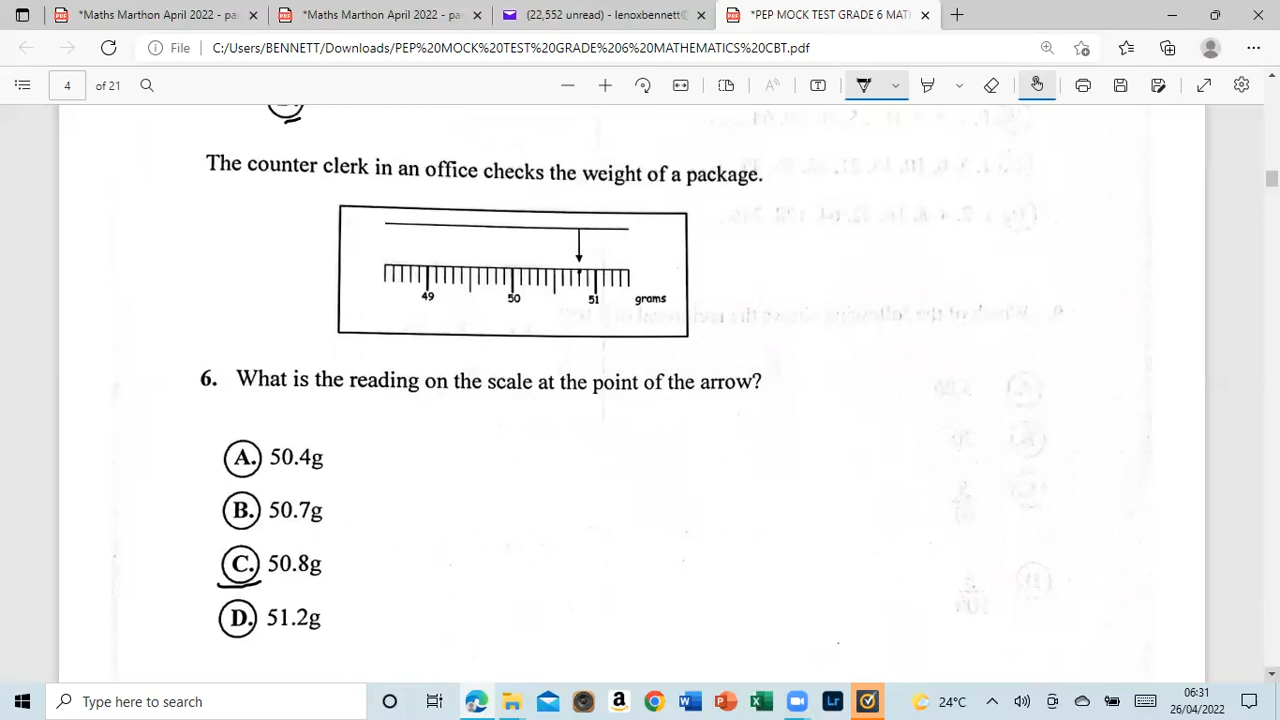 *Maths Marthon April 2022 - pa
*Maths Marthon April 2022 - pa
(22,552 unread) - lenoxbennett@
*PEP MOCK TEST GRADE 6 MATH
File
C:/Users/BENNETT/Downloads/PEP%20MOCK%20TEST%20GRADE%206%20MATHEMATICS%20CBT.pdf
4 of 21
The counter clerk in an office checks the weight of a package.
49 50 51 grams
6. What is the reading on the scale at the point of the arrow?
A. 50.4g
B. 50.7g
C. 50.8g
D. 51.2g
Type here to search
24°C
06:31
26/04/2022